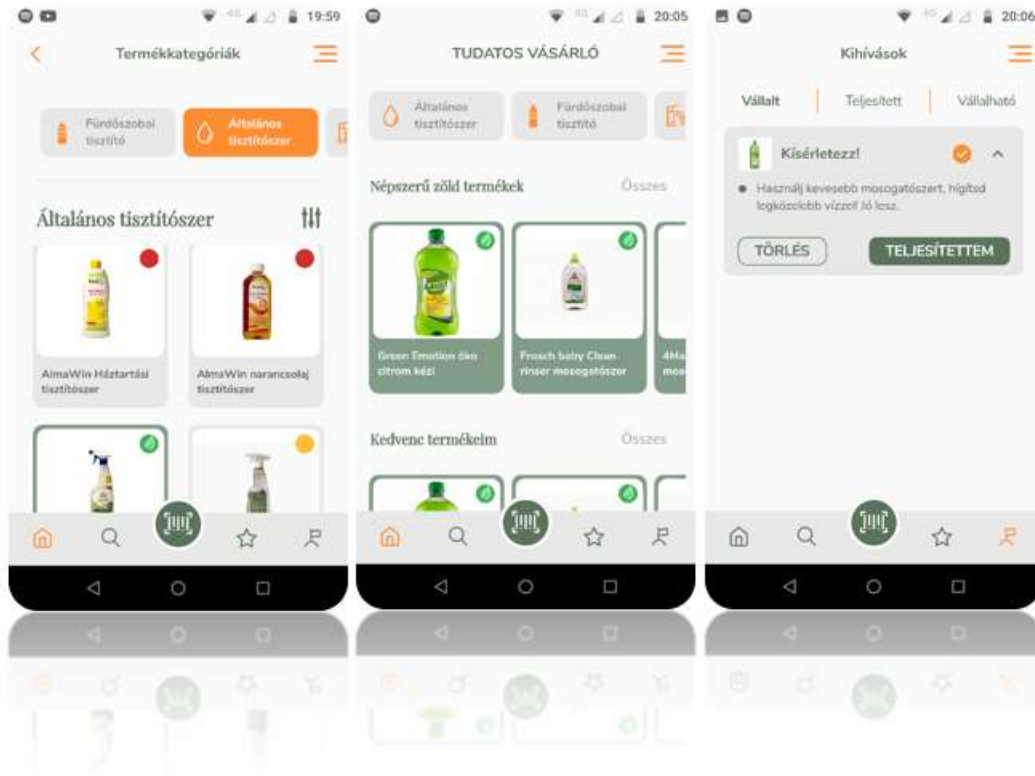 19:59
Termékkategóriák
Fürdőszobai
tisztító
Általános
tisztítószer
Általános tisztítószer
AlmaWin Háztartási
tisztítószer
AlmaWin narancsolaj
tisztítószer
4G 20:05
TUDATOS VÁSÁRLÓ
Általános
tisztítószer
Fürdőszobai
tisztító
Népszerű zöld termékek
Összes
Green Emotion öko
citrom kézi
Frosch baby Clean
rinser mosogatószer
Kedvenc termékeim
Összes
4G 20:06
Kihívások
Vállalt
Teljesített
Vállalható
Kísérletezz!
Használj kevesebb mosogatószert, hígítsd
legközelebb vízzel! Jó lesz.
TÖRLÉS
TELJESÍTETTEM